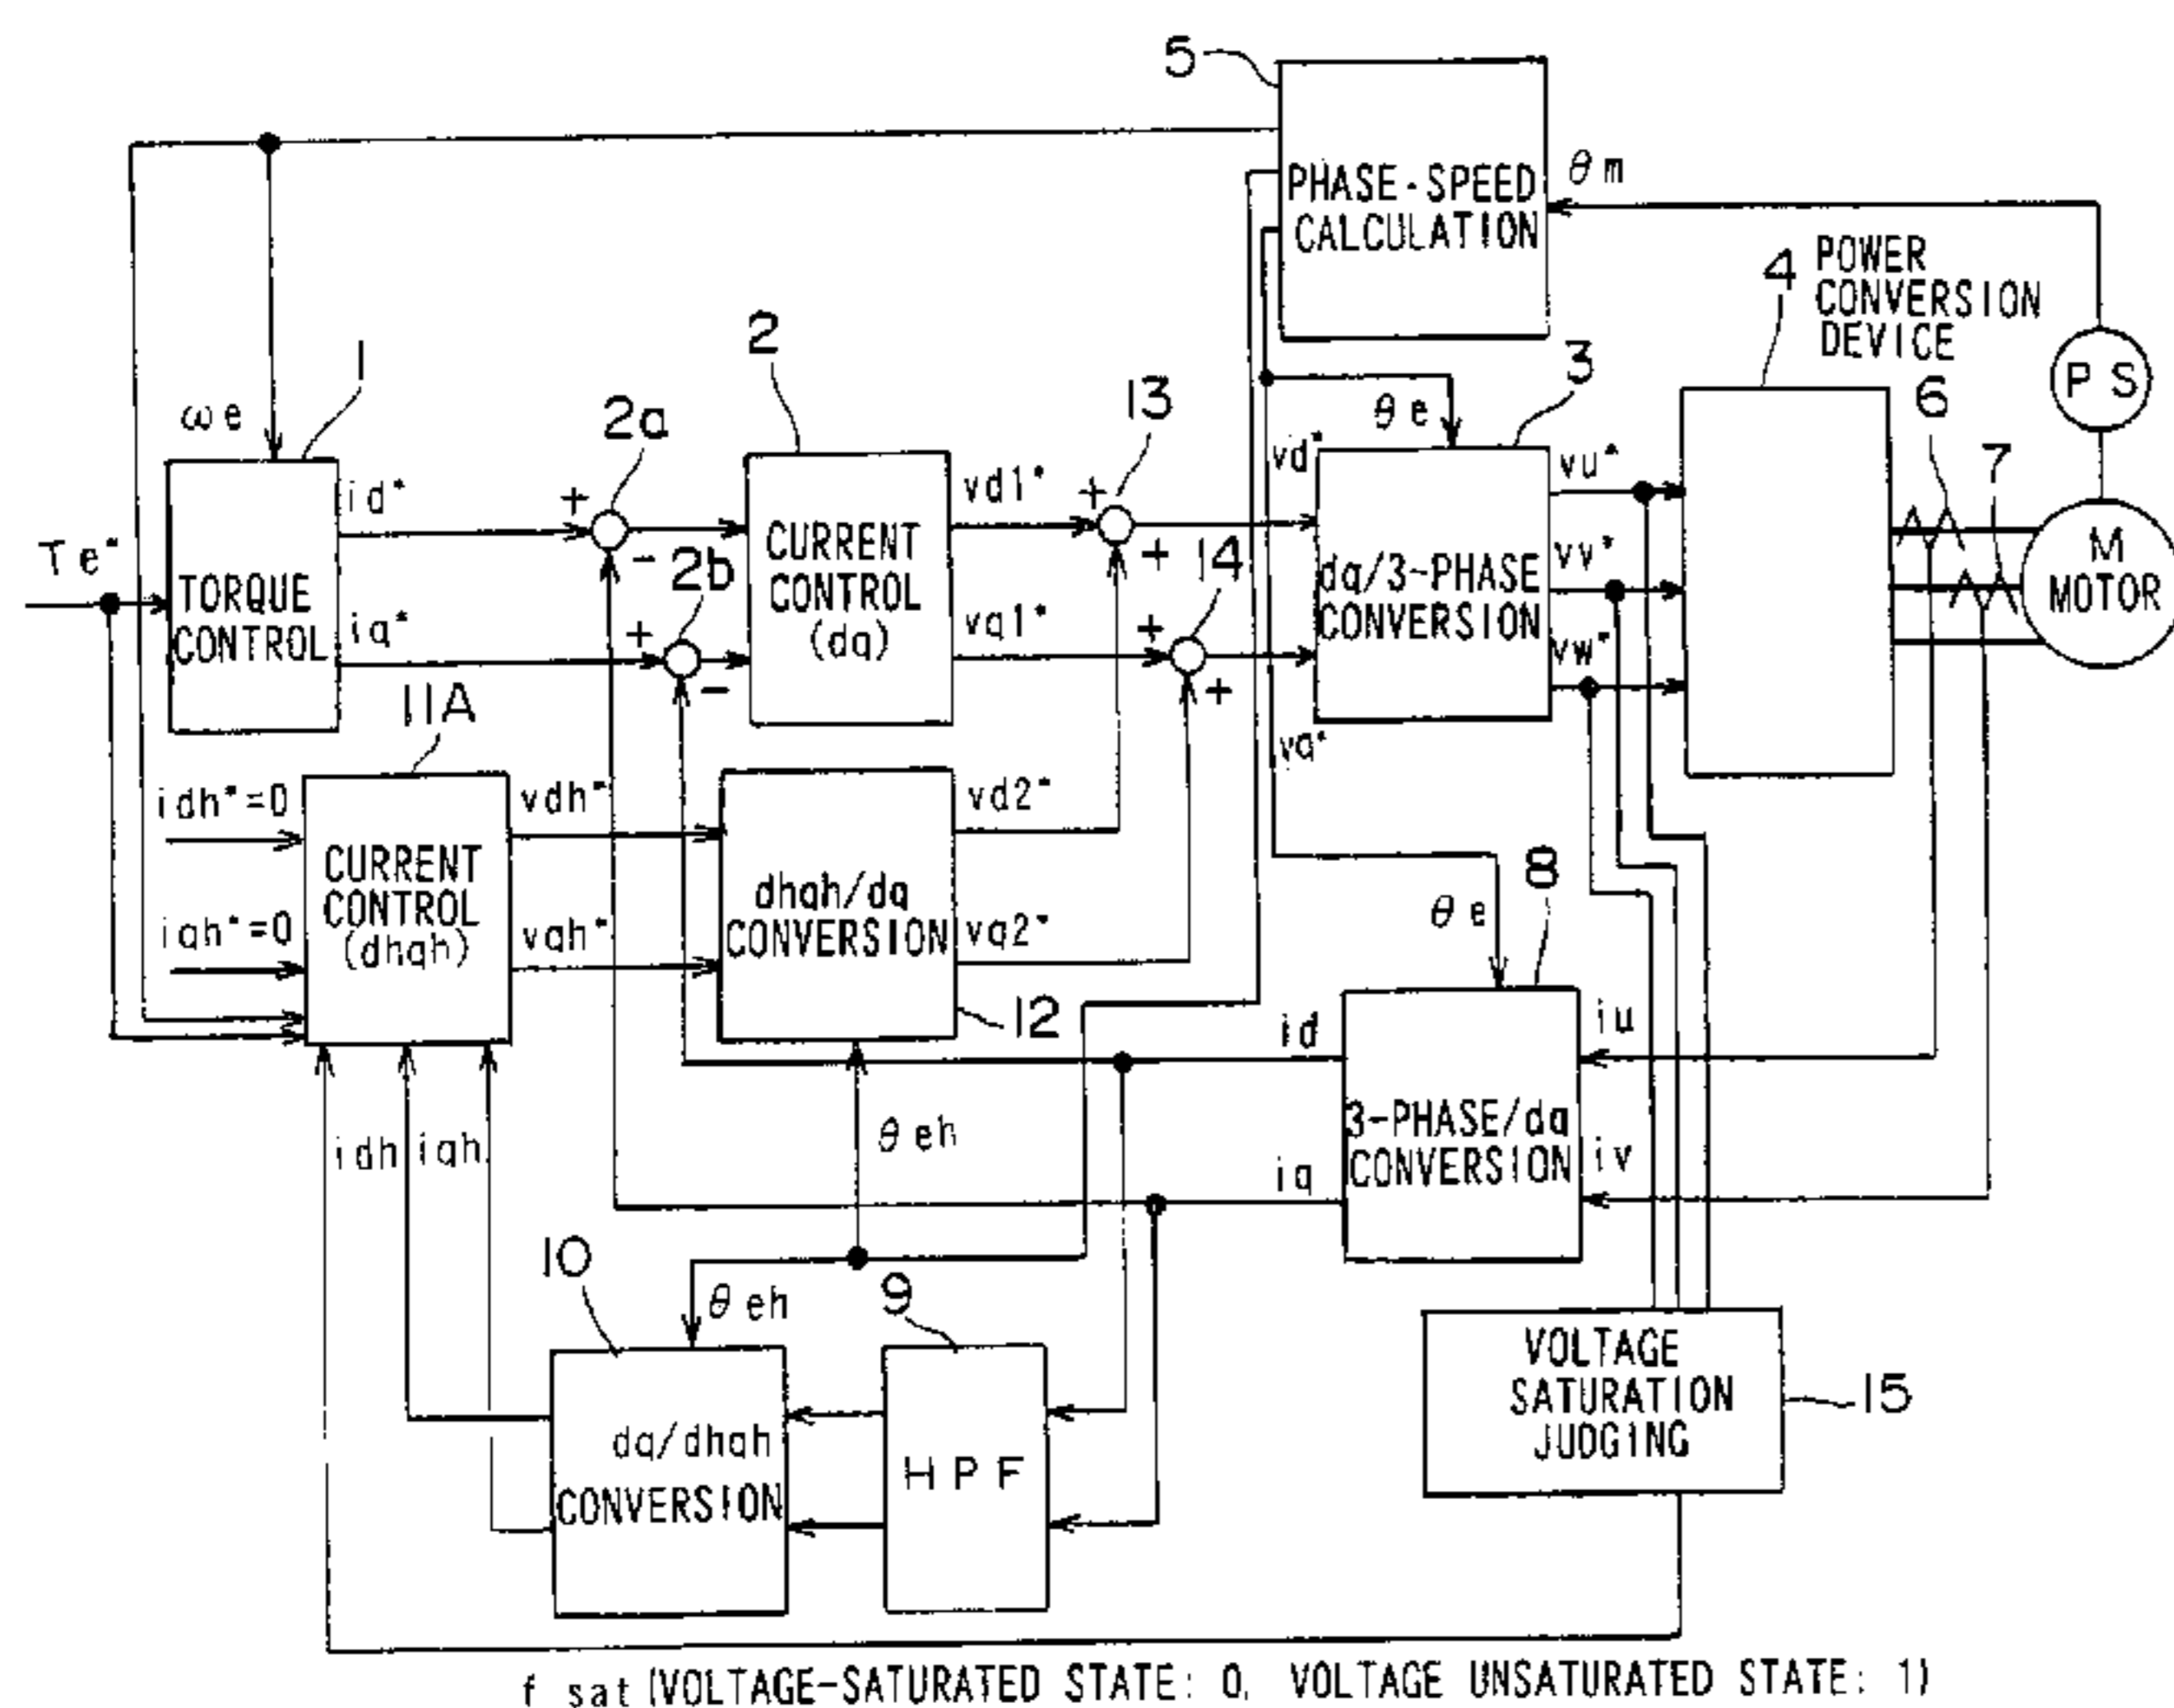 5
PHASE-SPEED
CALCULATION
θm
4
POWER
CONVERSION
DEVICE
PS
1
2
2a
13
3
6
7
ωe
θe
id*
+
-
2b
vd1*
+
+
14
vd*
vu*
Te*
TORQUE
CONTROL
iq*
+
-
CURRENT
CONTROL
(dq)
vq1*
+
+
dq/3-PHASE
CONVERSION
vv*
vw*
M
MOTOR
11A
vq*
idh*=0
iqh*=0
CURRENT
CONTROL
(dhqh)
vdh*
vqh*
dhqh/dq
CONVERSION
vd2*
vq2*
12
θe
8
id
iu
idh
iqh
θeh
3-PHASE/dq
CONVERSION
iq
iv
10
θeh
9
dq/dhqh
CONVERSION
HPF
VOLTAGE
SATURATION
JUDGING
15
f sat (VOLTAGE-SATURATED STATE: 0, VOLTAGE UNSATURATED STATE: 1)